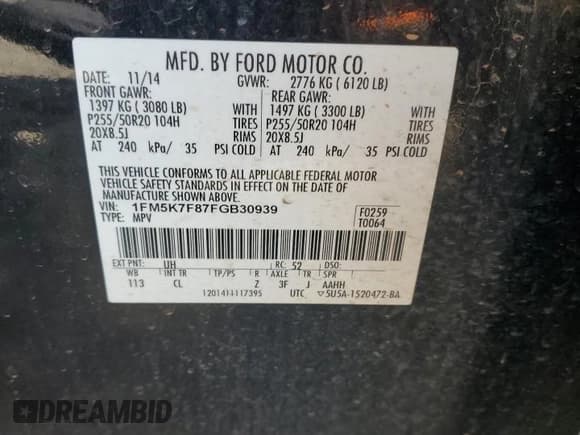 MFD. BY FORD MOTOR CO.
DATE: 11/14 GVWR: 2776 KG ( 6120 LB)
FRONT GAWR: REAR GAWR:
1397 KG ( 3080 LB) WITH 1497 KG ( 3300 LB) WITH
P255/50R20 104H TIRES P255/50R20 104H TIRES
20X8.5J RIMS 20X8.5J RIMS
AT 240 kPa/ 35 PSI COLD AT 240 kPa/ 35 PSI COLD
THIS VEHICLE CONFORMS TO ALL APPLICABLE FEDERAL MOTOR
VEHICLE SAFETY STANDARDS IN EFFECT ON THE DATE OF
MANUFACTURE SHOWN ABOVE.
VIN: 1FM5K7F87FGB30939 F0259
TYPE: MPV T0064
EXT PNT: UH RC: 52 DSO:
WB INT TR TP/PS R AXLE TR SPR
113 CL Z 3F J AAHH
UTC ▽5U5A-1520472-BA
DREAMBID